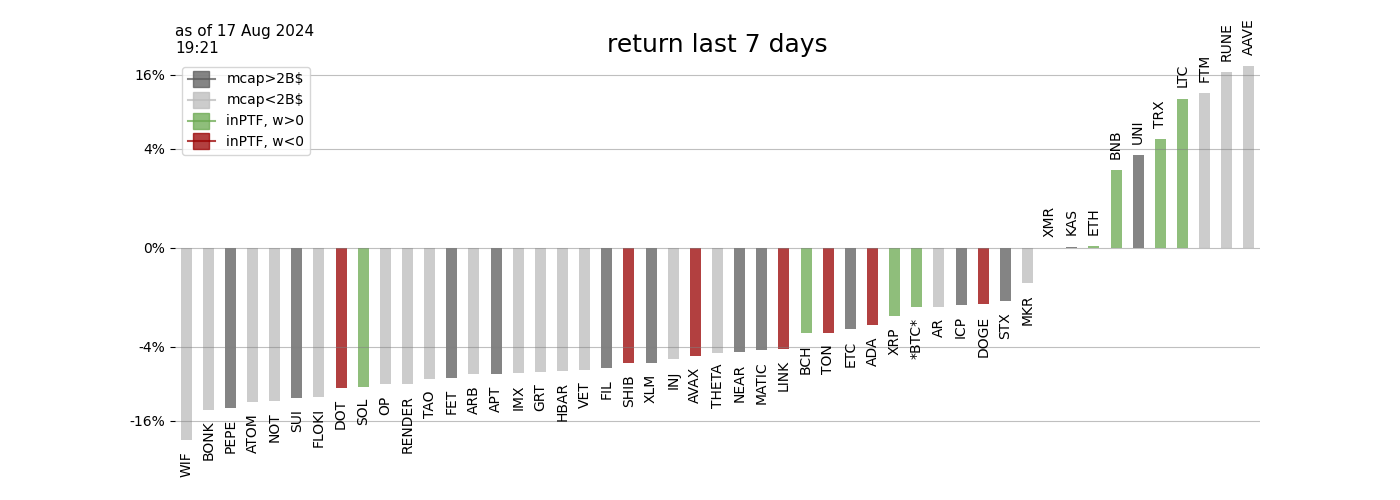 as of 17 Aug 2024
19:21
return last 7 days
mcap>2B$
mcap<2B$
inPTF, w>0
inPTF, w<0
16%
4%
0%
-4%
-16%
WIF
BONK
PEPE
ATOM
NOT
SUI
FLOKI
DOT
SOL
OP
RENDER
TAO
FET
ARB
APT
IMX
GRT
HBAR
VET
FIL
SHIB
XLM
INJ
AVAX
THETA
NEAR
MATIC
LINK
BCH
TON
ETC
ADA
XRP
*BTC*
AR
ICP
DOGE
STX
MKR
XMR
KAS
ETH
BNB
UNI
TRX
LTC
FTM
RUNE
AAVE